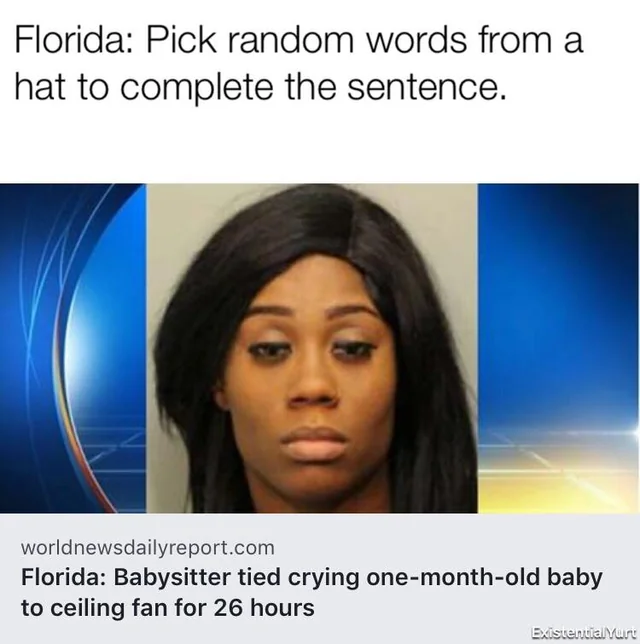 Florida: Pick random words from a
hat to complete the sentence.
worldnewsdailyreport.com
Florida: Babysitter tied crying one-month-old baby
to ceiling fan for 26 hours
ExistentialYurt